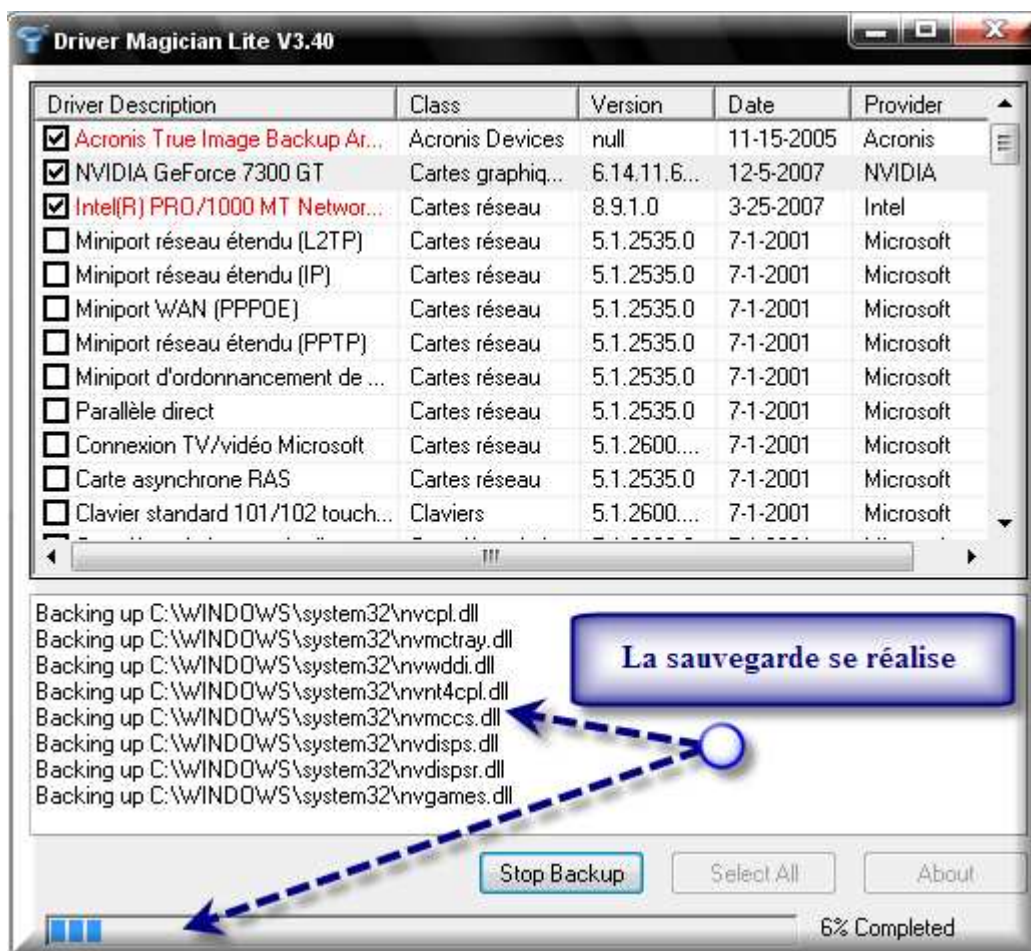 Driver Magician Lite V3.40
Driver Description Class Version Date Provider
Acronis True Image Backup Ar... Acronis Devices null 11-15-2005 Acronis
NVIDIA GeForce 7300 GT Cartes graphiq... 6.14.11.6... 12-5-2007 NVIDIA
Intel(R) PRO/1000 MT Networ... Cartes réseau 8.9.1.0 3-25-2007 Intel
Miniport réseau étendu (L2TP) Cartes réseau 5.1.2535.0 7-1-2001 Microsoft
Miniport réseau étendu (IP) Cartes réseau 5.1.2535.0 7-1-2001 Microsoft
Miniport WAN (PPPOE) Cartes réseau 5.1.2535.0 7-1-2001 Microsoft
Miniport réseau étendu (PPTP) Cartes réseau 5.1.2535.0 7-1-2001 Microsoft
Miniport d'ordonnancement de ... Cartes réseau 5.1.2535.0 7-1-2001 Microsoft
Parallèle direct Cartes réseau 5.1.2535.0 7-1-2001 Microsoft
Connexion TV/vidéo Microsoft Cartes réseau 5.1.2600.... 7-1-2001 Microsoft
Carte asynchrone RAS Cartes réseau 5.1.2535.0 7-1-2001 Microsoft
Clavier standard 101/102 touch... Claviers 5.1.2600.... 7-1-2001 Microsoft
Backing up C:\WINDOWS\system32\nvcpl.dll
Backing up C:\WINDOWS\system32\nvmctray.dll
Backing up C:\WINDOWS\system32\nvwddi.dll
Backing up C:\WINDOWS\system32\nvnt4cpl.dll
Backing up C:\WINDOWS\system32\nvmccs.dll
Backing up C:\WINDOWS\system32\nvdisps.dll
Backing up C:\WINDOWS\system32\nvdispsr.dll
Backing up C:\WINDOWS\system32\nvgames.dll
La sauvegarde se réalise
Stop Backup Select All About
6% Completed